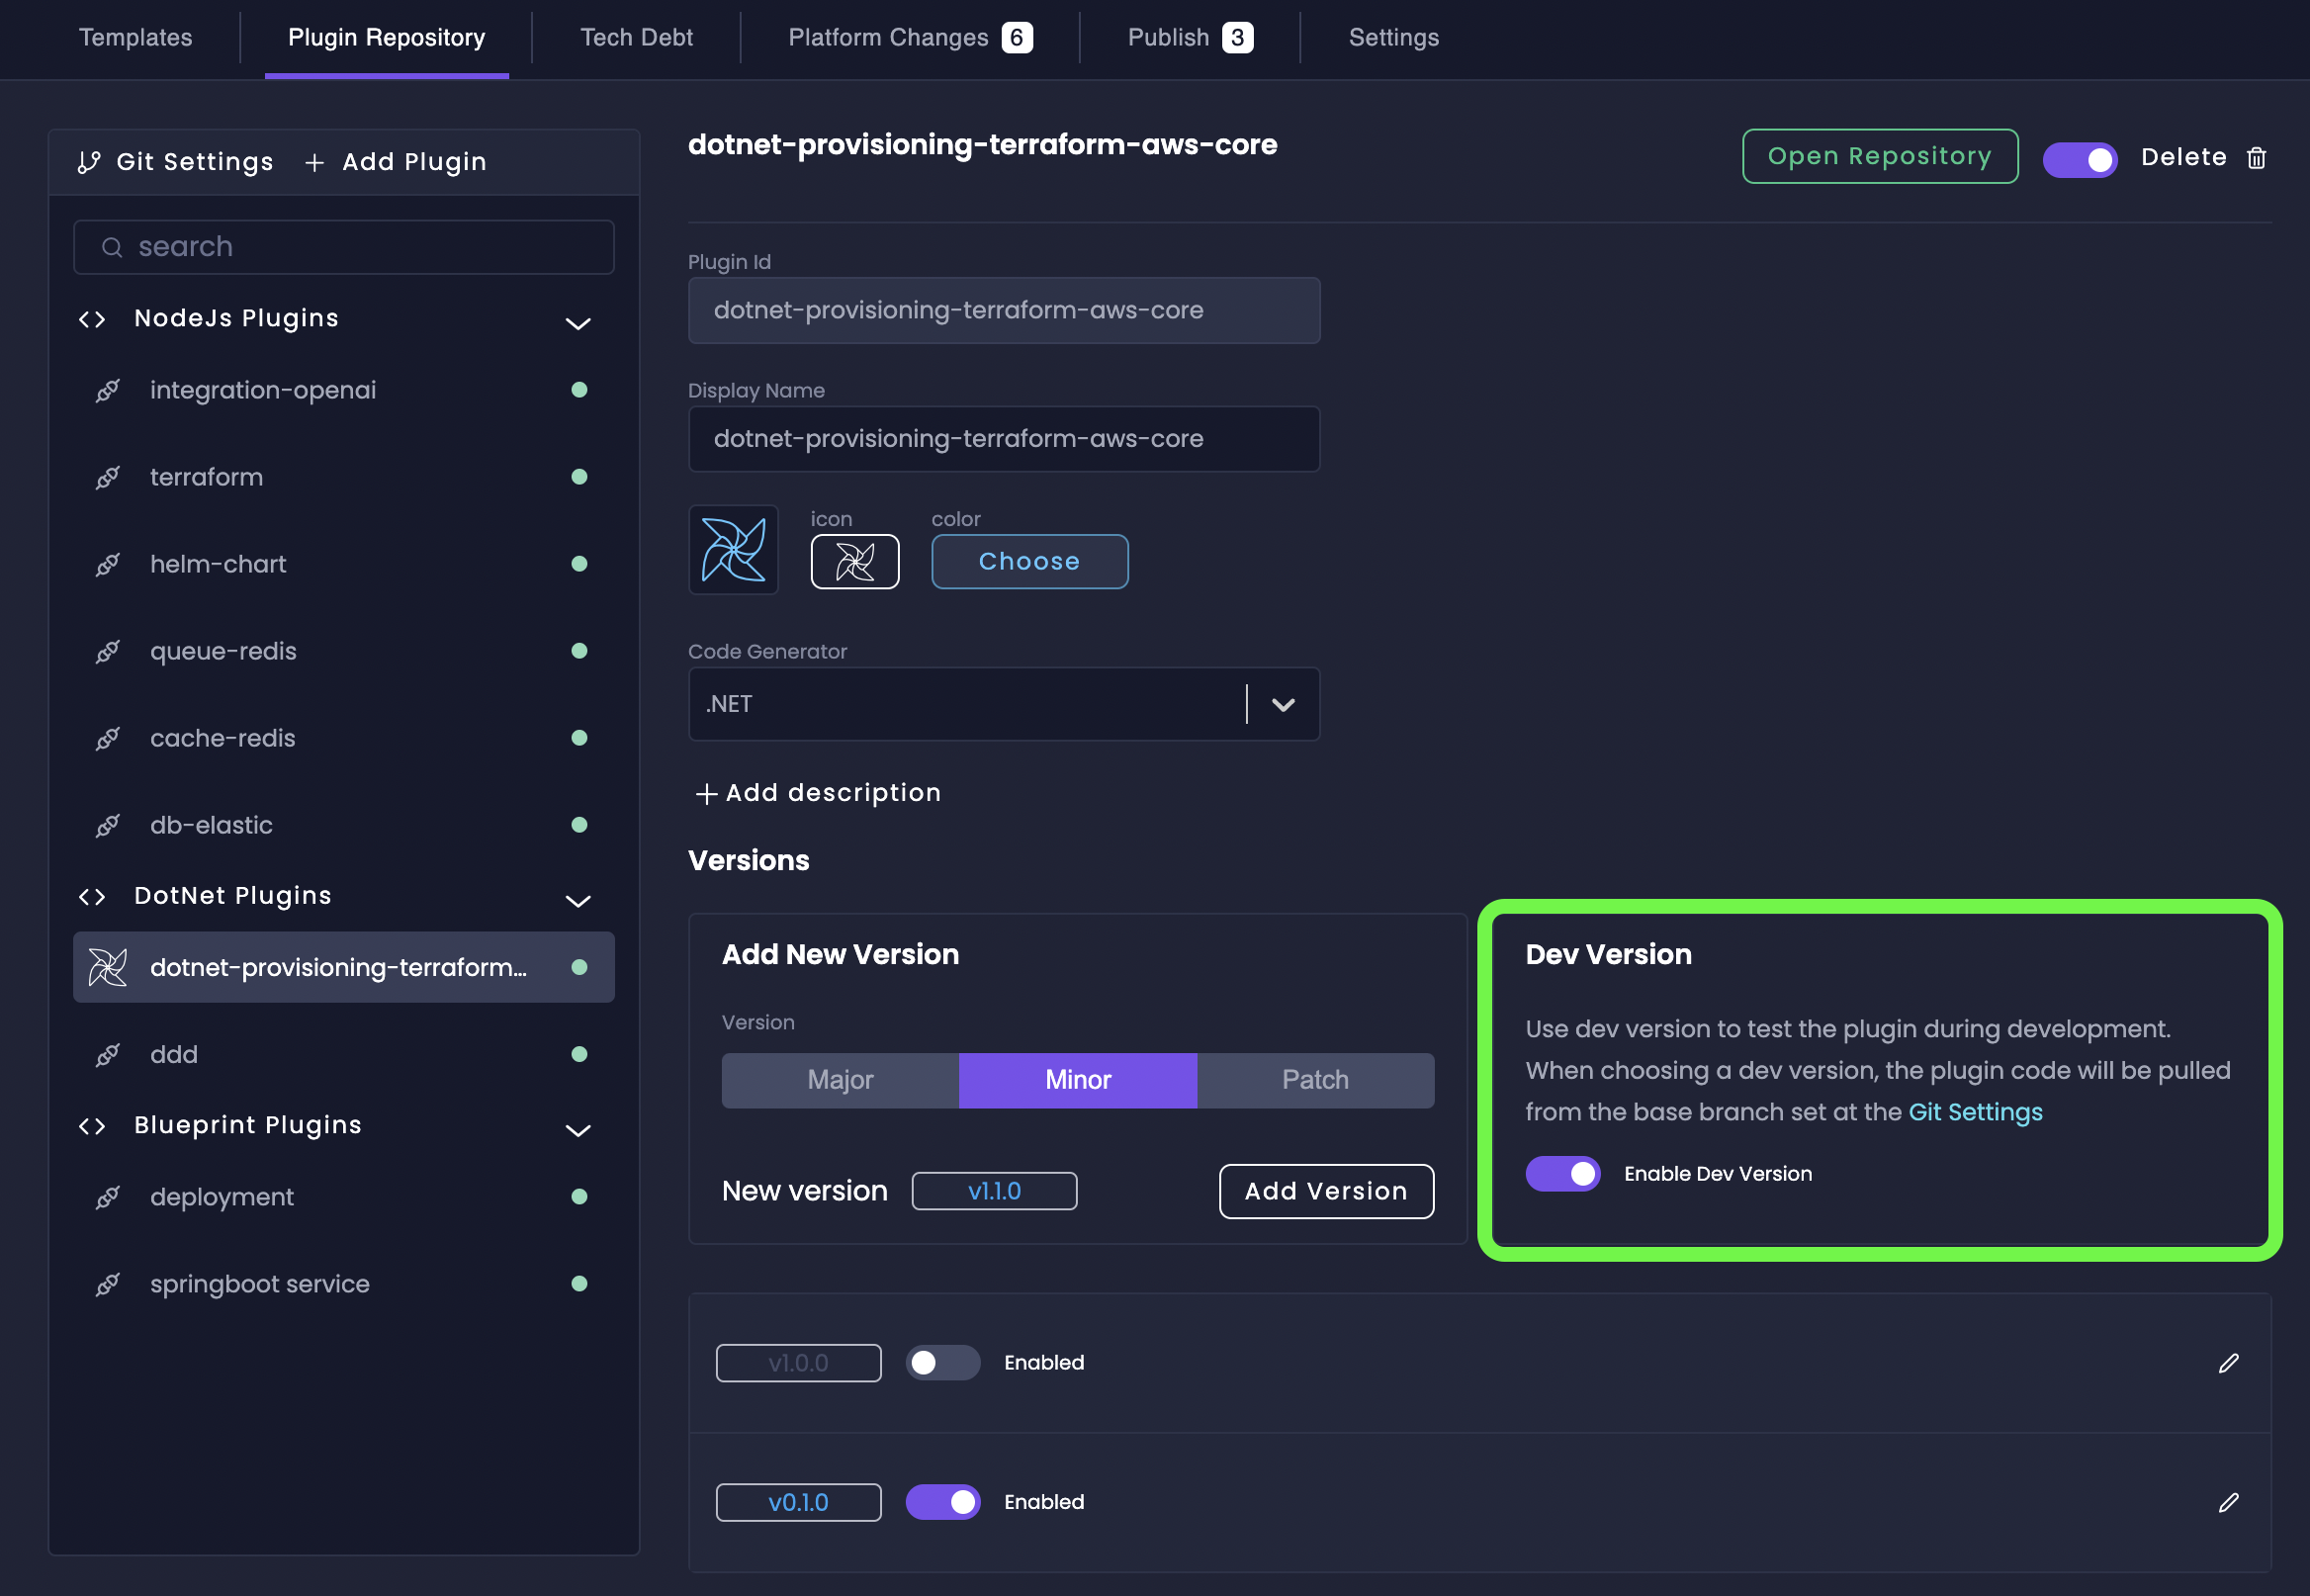 Templates
Plugin Repository
Tech Debt
Platform Changes 6
Publish 3
Settings
Git Settings
Add Plugin
search
NodeJs Plugins
integration-openai
terraform
helm-chart
queue-redis
cache-redis
db-elastic
DotNet Plugins
dotnet-provisioning-terraform...
ddd
Blueprint Plugins
deployment
springboot service
dotnet-provisioning-terraform-aws-core
Open Repository
Delete
Plugin Id
dotnet-provisioning-terraform-aws-core
Display Name
dotnet-provisioning-terraform-aws-core
icon
color
Choose
Code Generator
.NET
Add description
Versions
Add New Version
Version
Major
Minor
Patch
New version
v1.1.0
Add Version
Dev Version
Use dev version to test the plugin during development.
When choosing a dev version, the plugin code will be pulled
from the base branch set at the Git Settings
Enable Dev Version
v1.0.0
Enabled
v0.1.0
Enabled